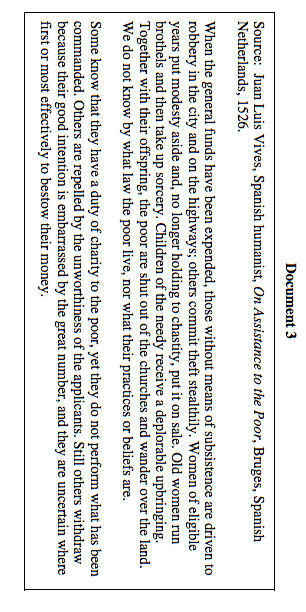 Document 3
Source: Juan Luis Vives, Spanish humanist, On Assistance to the Poor, Bruges, Spanish
Netherlands, 1526.
When the general funds have been expended, those without means of subsistence are driven to
robbery in the city and on the highways; others commit theft stealthily. Women of eligible
years put modesty aside and, no longer holding to chastity, put it on sale. Old women run
brothels and then take up sorcery. Children of the needy receive a deplorable upbringing.
Together with their offspring, the poor are shut out of the churches and wander over the land.
We do not know by what law the poor live, nor what their practices or beliefs are.
Some know that they have a duty of charity to the poor, yet they do not perform what has been
commanded. Others are repelled by the unworthiness of the applicants. Still others withdraw
because their good intention is embarrassed by the great number, and they are uncertain where
first or most effectively to bestow their money.